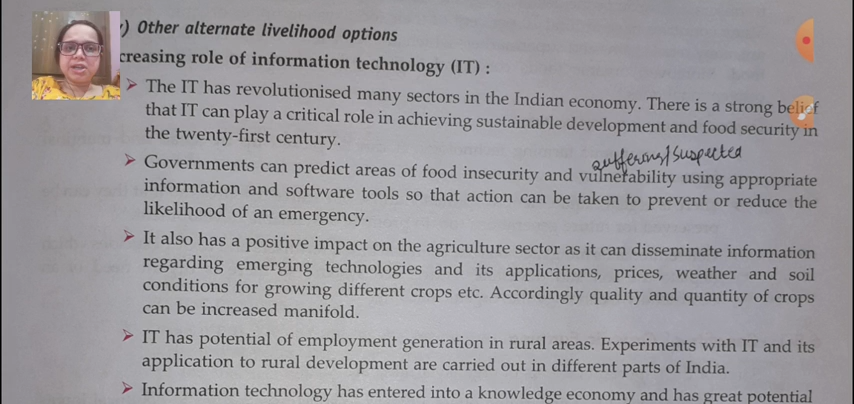 ) Other alternate livelihood options
creasing role of information technology (IT) :
➤ The IT has revolutionised many sectors in the Indian economy. There is a strong belief
that IT can play a critical role in achieving sustainable development and food security in
the twenty-first century.
suffering/suspected
➤ Governments can predict areas of food insecurity and vulnerability using appropriate
information and software tools so that action can be taken to prevent or reduce the
likelihood of an emergency.
➤ It also has a positive impact on the agriculture sector as it can disseminate information
regarding emerging technologies and its applications, prices, weather and soil
conditions for growing different crops etc. Accordingly quality and quantity of crops
can be increased manifold.
➤ IT has potential of employment generation in rural areas. Experiments with IT and its
application to rural development are carried out in different parts of India.
➤ Information technology has entered into a knowledge economy and has great potential